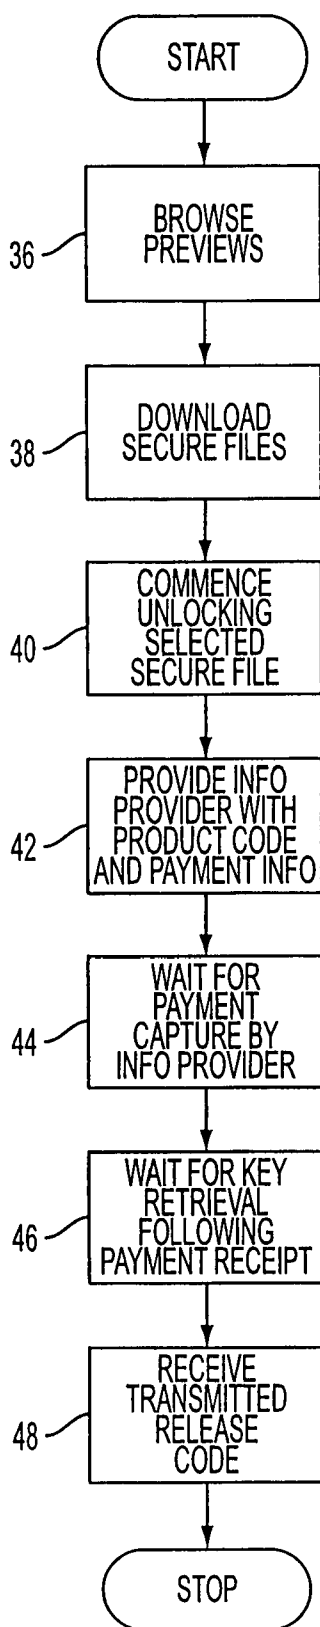 START
36
BROWSE
PREVIEWS
38
DOWNLOAD
SECURE FILES
40
COMMENCE
UNLOCKING
SELECTED
SECURE FILE
42
PROVIDE INFO
PROVIDER WITH
PRODUCT CODE
AND PAYMENT INFO
44
WAIT FOR
PAYMENT
CAPTURE BY
INFO PROVIDER
46
WAIT FOR KEY
RETRIEVAL
FOLLOWING
PAYMENT RECEIPT
48
RECEIVE
TRANSMITTED
RELEASE
CODE
STOP